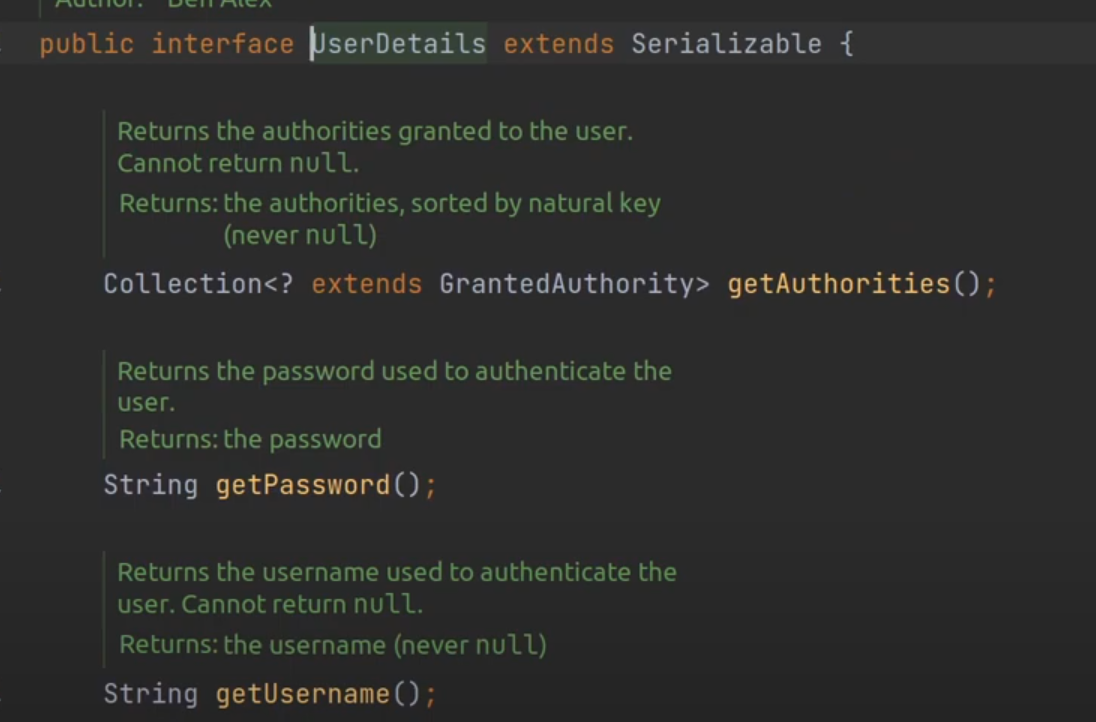 Author: Ben Alex
public interface UserDetails extends Serializable {
Returns the authorities granted to the user.
Cannot return null.
Returns: the authorities, sorted by natural key
(never null)
Collection<? extends GrantedAuthority> getAuthorities();
Returns the password used to authenticate the
user.
Returns: the password
String getPassword();
Returns the username used to authenticate the
user. Cannot return null.
Returns: the username (never null)
String getUsername();